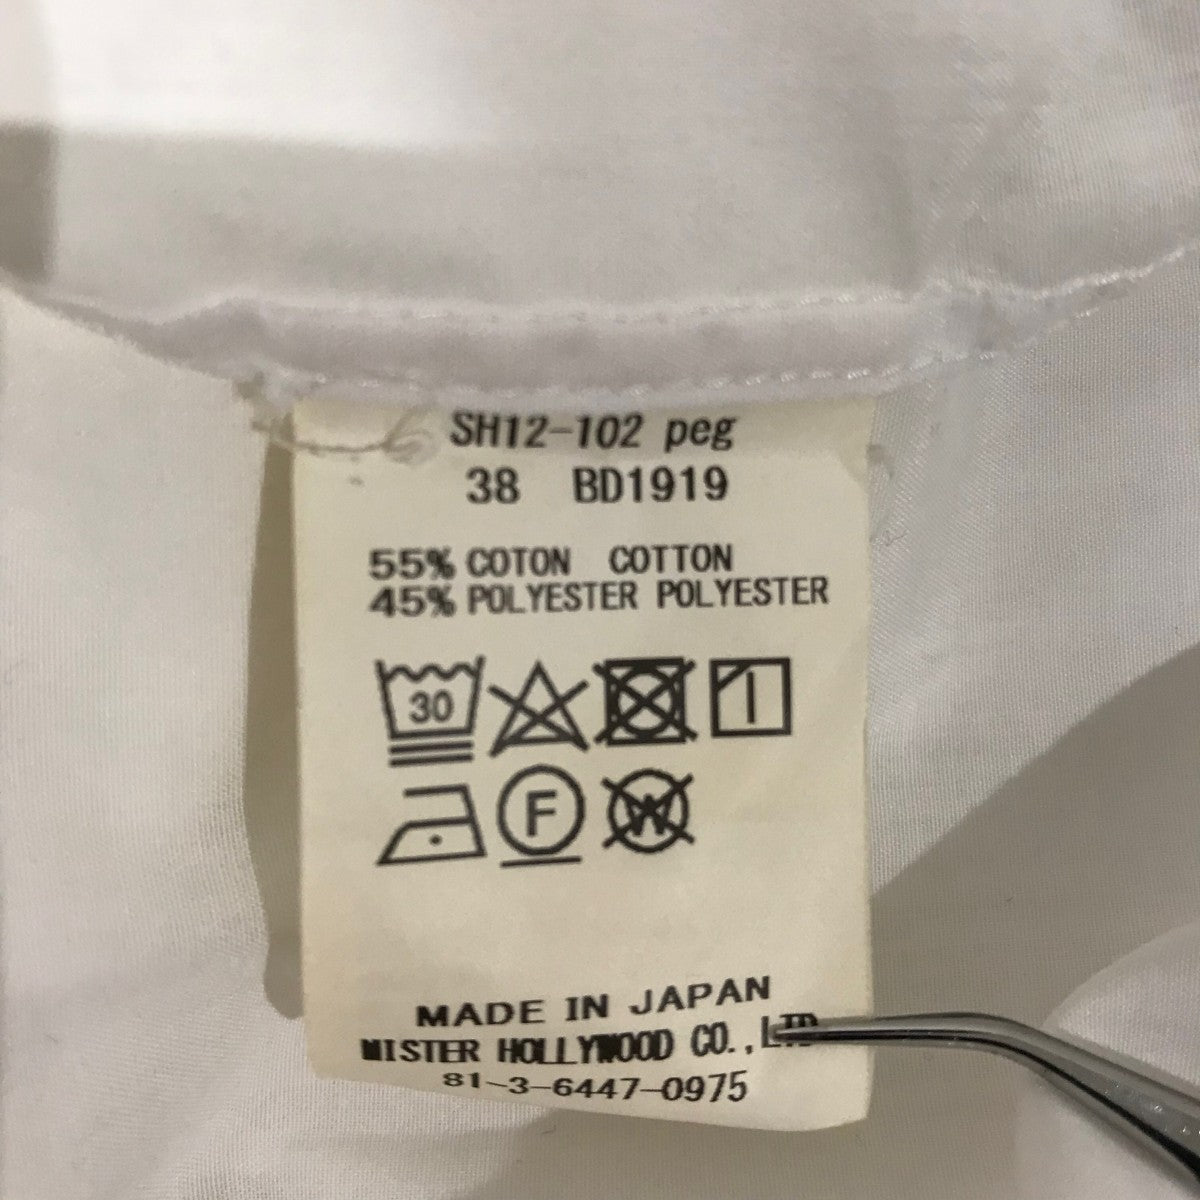 SH12-102 peg
38 BD1919
55% COTON COTTON
45% POLYESTER POLYESTER
30
F
W
MADE IN JAPAN
MISTER HOLLYWOOD CO.,LTD
81-3-6447-0975